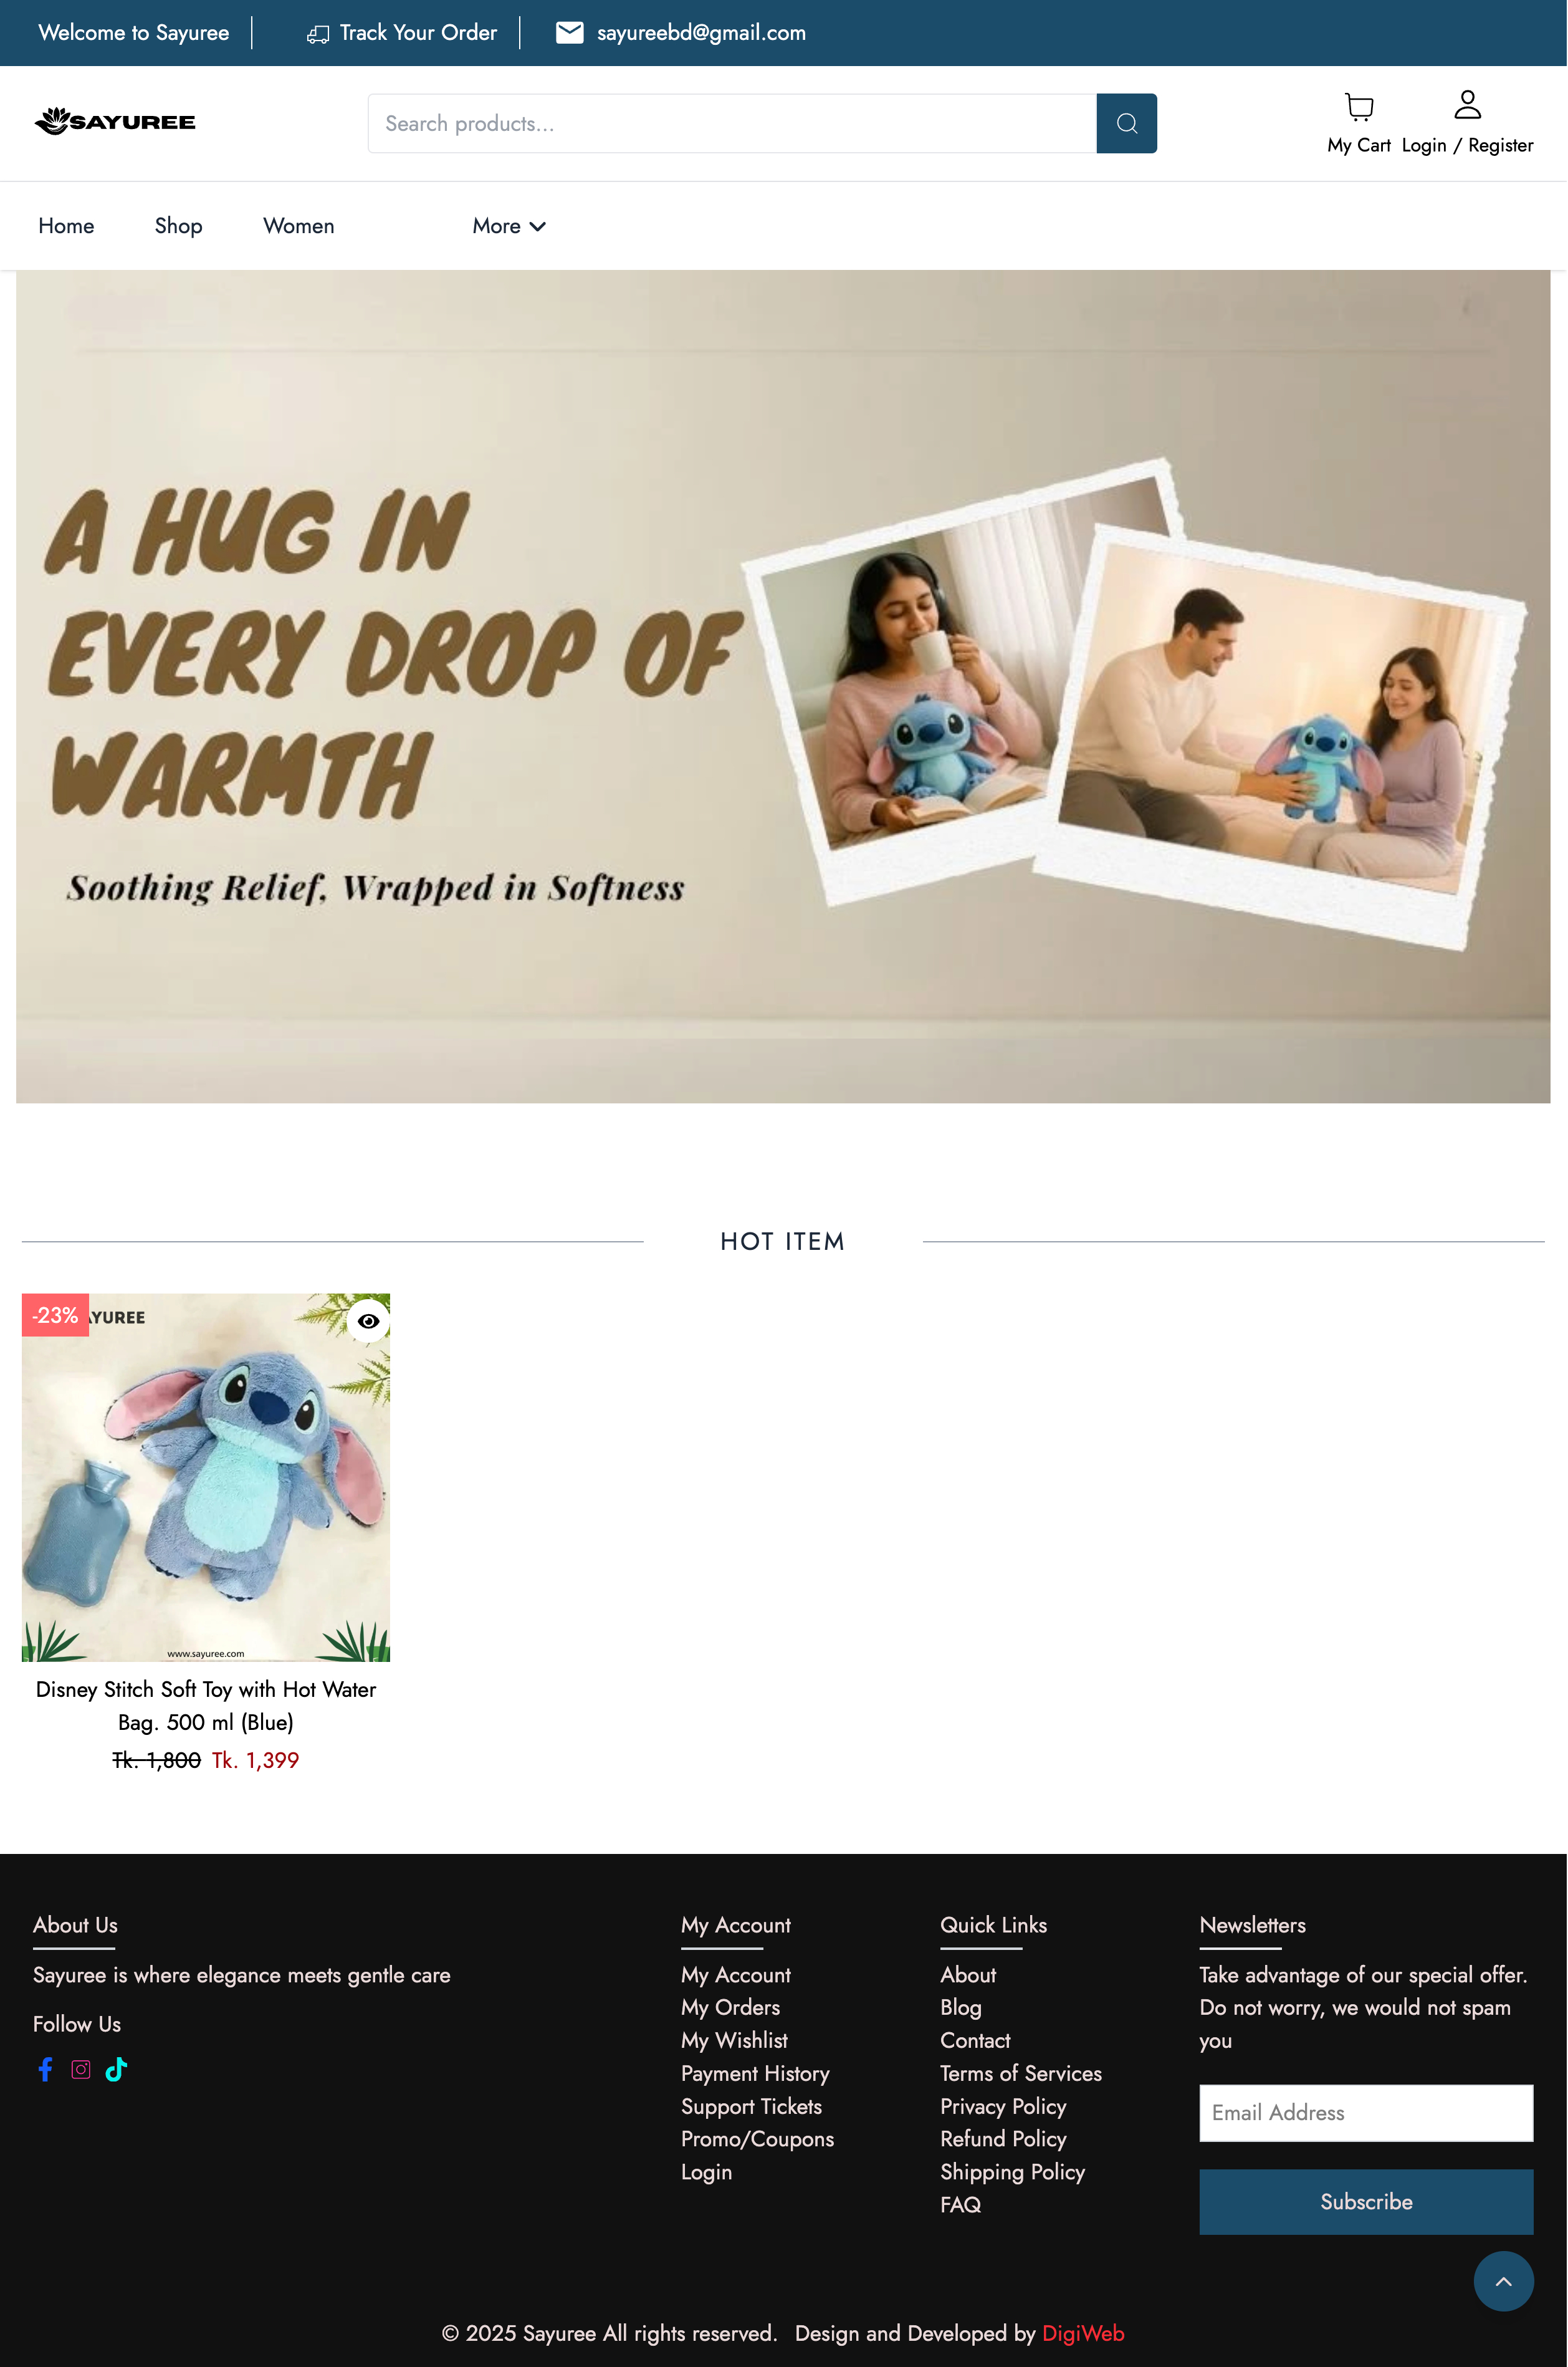 Welcome to Sayuree
Track Your Order
sayureebd@gmail.com
SAYUREE
Search products...
My Cart
Login / Register
Home
Shop
Women
More
A HUG IN
EVERY DROP OF
WARMTH
Soothing Relief, Wrapped in Softness
HOT ITEM
-23%
AYUREE
www.sayuree.com
Disney Stitch Soft Toy with Hot Water
Bag. 500 ml (Blue)
Tk. 1,800 Tk. 1,399
About Us
Sayuree is where elegance meets gentle care
Follow Us
My Account
My Account
My Orders
My Wishlist
Payment History
Support Tickets
Promo/Coupons
Login
Quick Links
About
Blog
Contact
Terms of Services
Privacy Policy
Refund Policy
Shipping Policy
FAQ
Newsletters
Take advantage of our special offer.
Do not worry, we would not spam
you
Email Address
Subscribe
© 2025 Sayuree All rights reserved. Design and Developed by DigiWeb